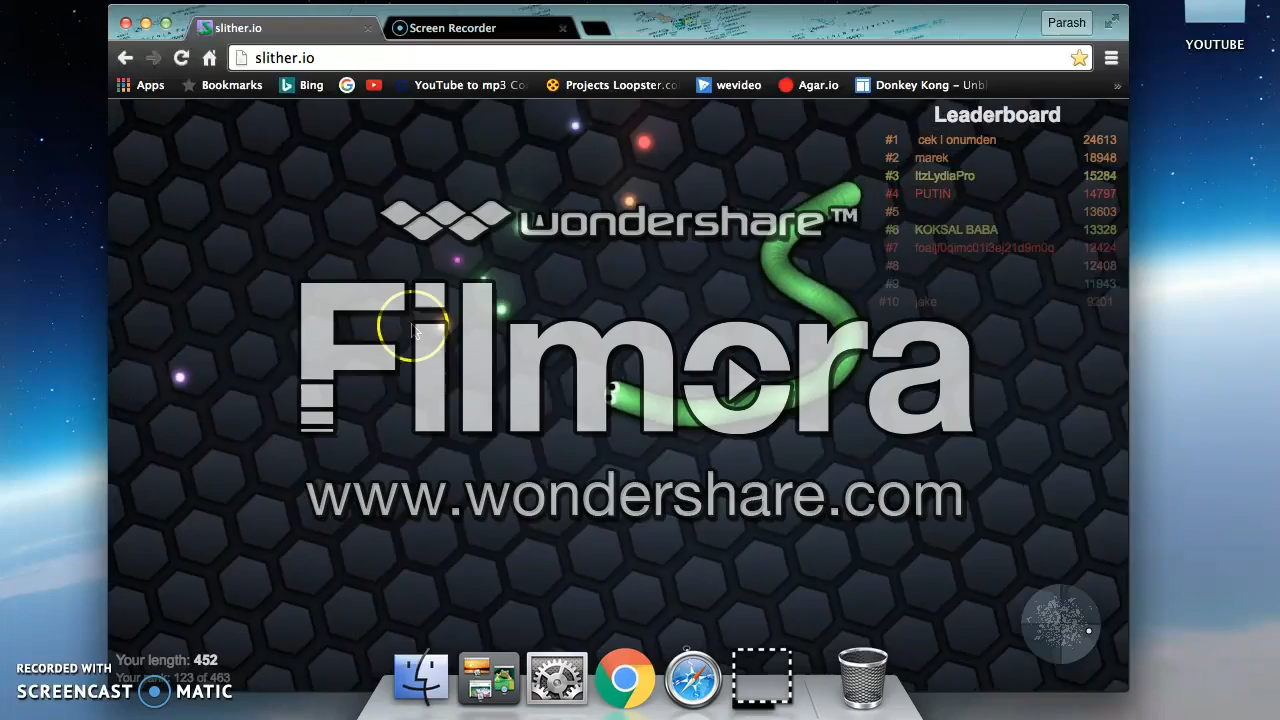 slither.io
Screen Recorder
Parash
YOUTUBE
slither.io
Apps
Bookmarks
Bing
YouTube to mp3 Co
Projects Loopster.co
wevideo
Agar.io
Donkey Kong – Unbl
»
Leaderboard
#1 cek i onumden 24613
#2 marek 18948
#3 ItzLydiaPro 15284
#4 PUTIN 14797
#5 13603
#6 KOKSAL BABA 13328
#7 12424
#8 12408
#9 11943
#10 jake 9201
wondershare™
Filmora
www.wondershare.com
Your length: 452
Your rank: 123 of 463
RECORDED WITH
SCREENCAST MATIC